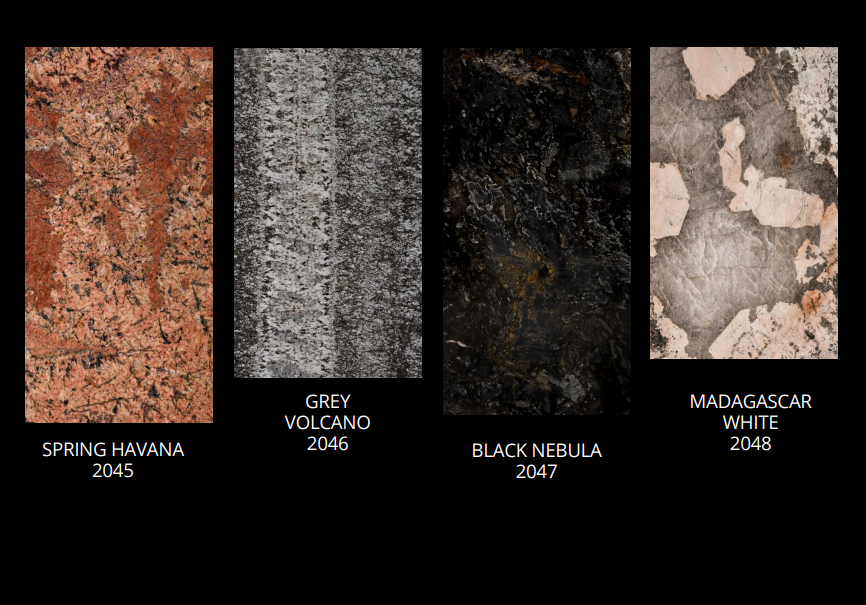 SPRING HAVANA
2045
GREY
VOLCANO
2046
BLACK NEBULA
2047
MADAGASCAR
WHITE
2048